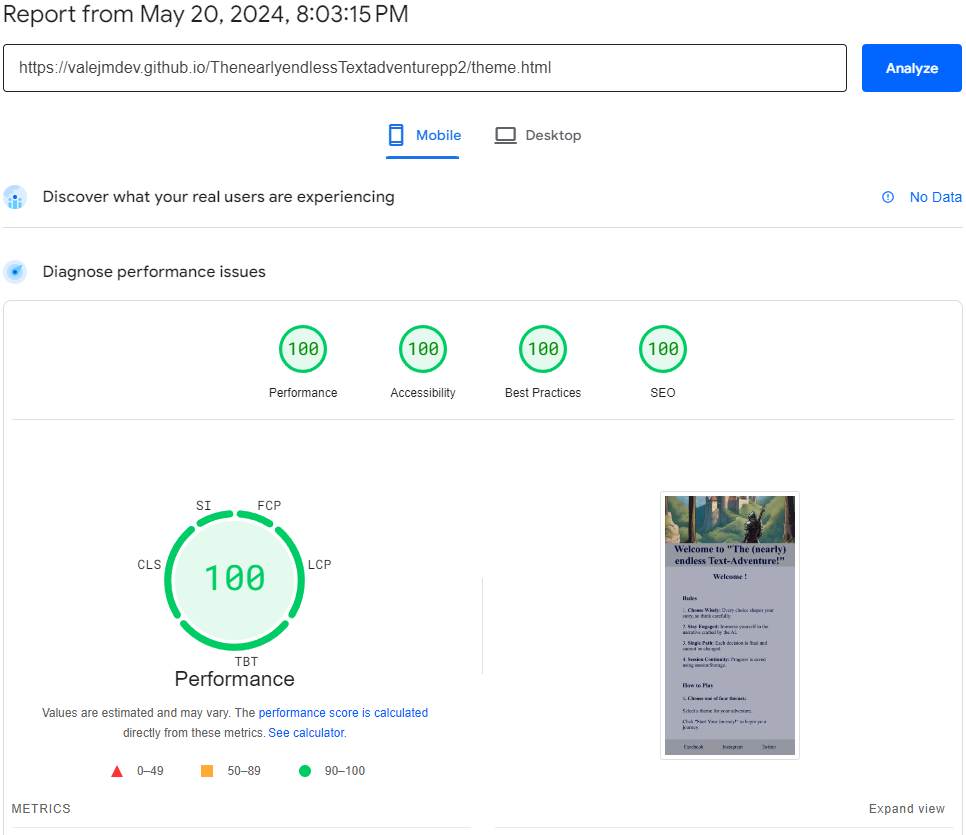 Report from May 20, 2024, 8:03:15 PM
https://valejmdev.github.io/ThenearlyendlessTextadventurepp2/theme.html
Analyze
Mobile
Desktop
Discover what your real users are experiencing
No Data
Diagnose performance issues
100 100 100 100
Performance Accessibility Best Practices SEO
SI FCP
CLS LCP
100
TBT
Performance
Values are estimated and may vary. The performance score is calculated
directly from these metrics. See calculator.
0–49 50–89 90–100
METRICS
Expand view
Welcome to "The (nearly)
endless Text-Adventure!"
Welcome !
Rules
1. Choose Wisely: Every choice shapes your
story, so think carefully.
2. Stay Engaged: Immerse yourself in the
narrative crafted by the AI.
3. Single Path: Each decision is final and
cannot be changed.
4. Session Continuity: Progress is saved
using sessionStorage.
How to Play
1. Choose one of four themes:
Select a theme for your adventure.
Click "Start Your Journey!" to begin your
journey.
Facebook Instagram Twitter